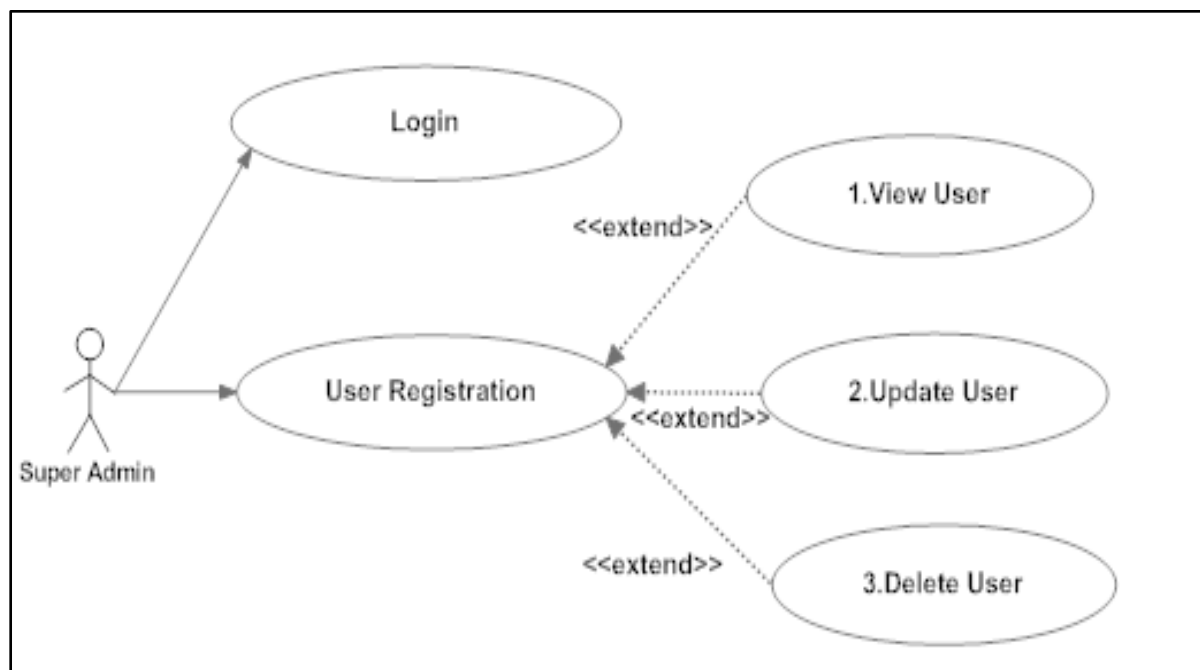 Login
1.View User
<<extend>>
User Registration
2.Update User
<<extend>>
Super Admin
<<extend>>
3.Delete User